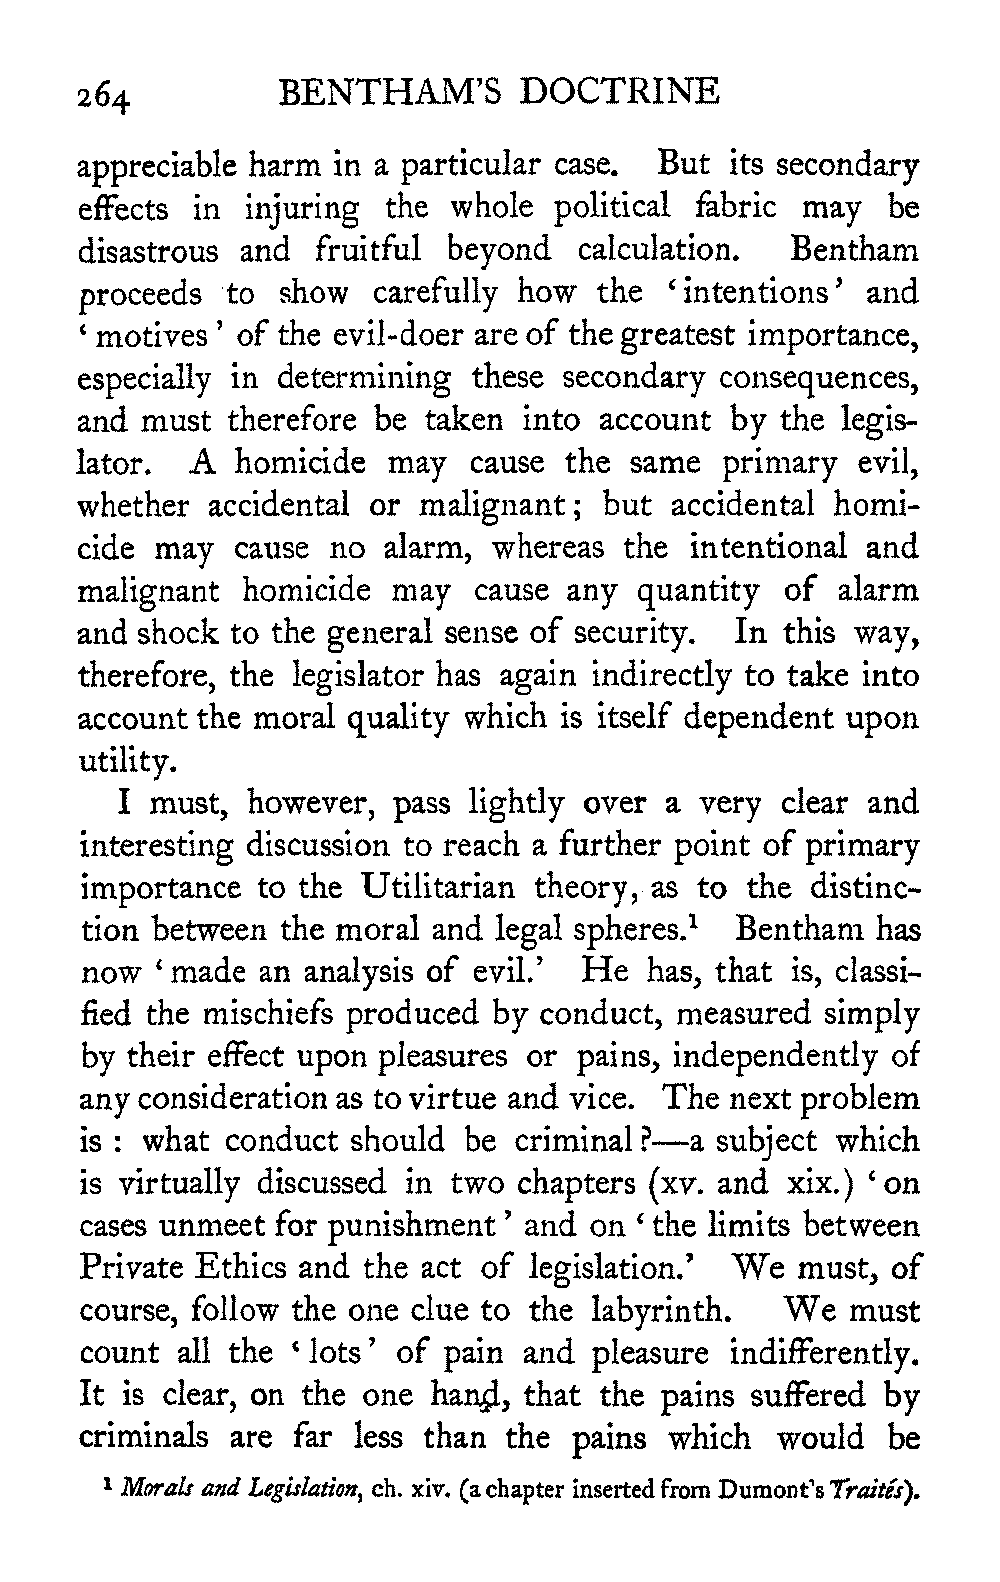 264 BENTHAM'S DOCTRINE
appreciable harm in a particular case. But its secondary
effects in injuring the whole political fabric may be
disastrous and fruitful beyond calculation. Bentham
proceeds to show carefully how the ‘intentions’ and
‘motives’ of the evil-doer are of the greatest importance,
especially in determining these secondary consequences,
and must therefore be taken into account by the legis-
lator. A homicide may cause the same primary evil,
whether accidental or malignant; but accidental homi-
cide may cause no alarm, whereas the intentional and
malignant homicide may cause any quantity of alarm
and shock to the general sense of security. In this way,
therefore, the legislator has again indirectly to take into
account the moral quality which is itself dependent upon
utility.
I must, however, pass lightly over a very clear and
interesting discussion to reach a further point of primary
importance to the Utilitarian theory, as to the distinc-
tion between the moral and legal spheres.¹ Bentham has
now ‘made an analysis of evil.’ He has, that is, classi-
fied the mischiefs produced by conduct, measured simply
by their effect upon pleasures or pains, independently of
any consideration as to virtue and vice. The next problem
is : what conduct should be criminal ?—a subject which
is virtually discussed in two chapters (xv. and xix.) ‘on
cases unmeet for punishment’ and on ‘the limits between
Private Ethics and the act of legislation.’ We must, of
course, follow the one clue to the labyrinth. We must
count all the ‘lots’ of pain and pleasure indifferently.
It is clear, on the one hand, that the pains suffered by
criminals are far less than the pains which would be
¹ Morals and Legislation, ch. xiv. (a chapter inserted from Dumont's Traités).